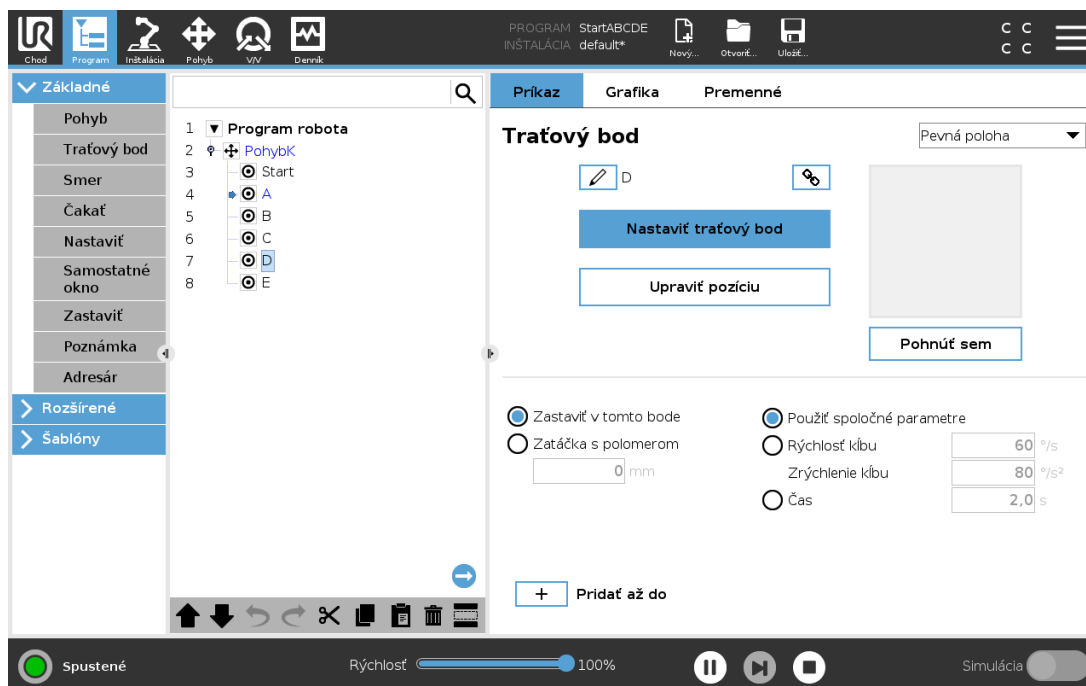 PROGRAM StartABCDE
INŠTALÁCIA default*
Chod Program Inštalácia Pohyb V/V Denník Nový... Otvoriť... Uložiť...
C C
C C
Základné
Pohyb
Traťový bod
Smer
Čakať
Nastaviť
Samostatné
okno
Zastaviť
Poznámka
Adresár
Rozšírené
Šablóny
1 Program robota
2 PohybK
3 Start
4 A
5 B
6 C
7 D
8 E
Príkaz Grafika Premenné
Traťový bod
Pevná poloha
D
Nastaviť traťový bod
Upraviť pozíciu
Pohnúť sem
Zastaviť v tomto bode
Zatáčka s polomerom
0 mm
Použiť spoločné parametre
Rýchlosť kĺbu 60 °/s
Zrýchlenie kĺbu 80 °/s²
Čas 2,0 s
+ Pridať až do
Spustené
Rýchlosť 100%
Simulácia